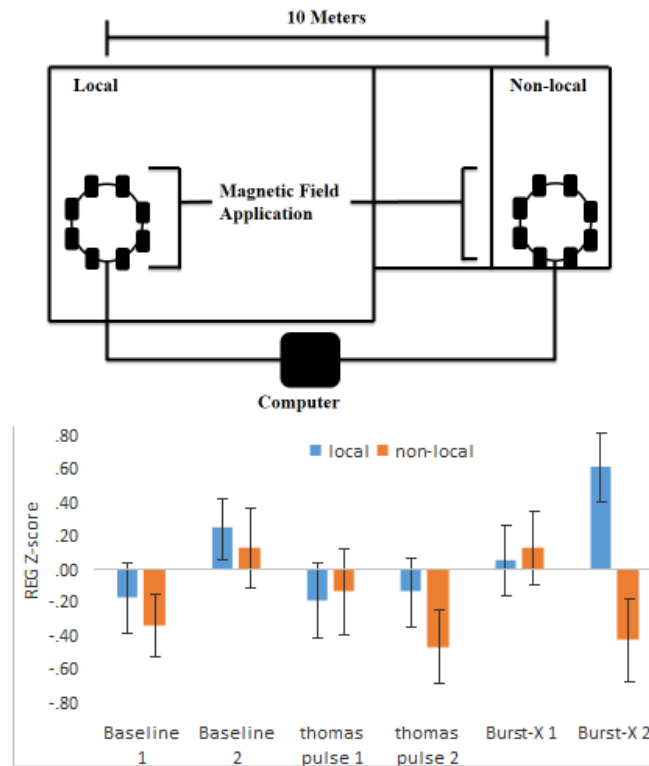 10 Meters
Local
Non-local
Magnetic Field
Application
Computer
REG Z-score
.80
.60
.40
.20
.00
-.20
-.40
-.60
-.80
local
non-local
Baseline
1
Baseline
2
thomas
pulse 1
thomas
pulse 2
Burst-X 1
Burst-X 2